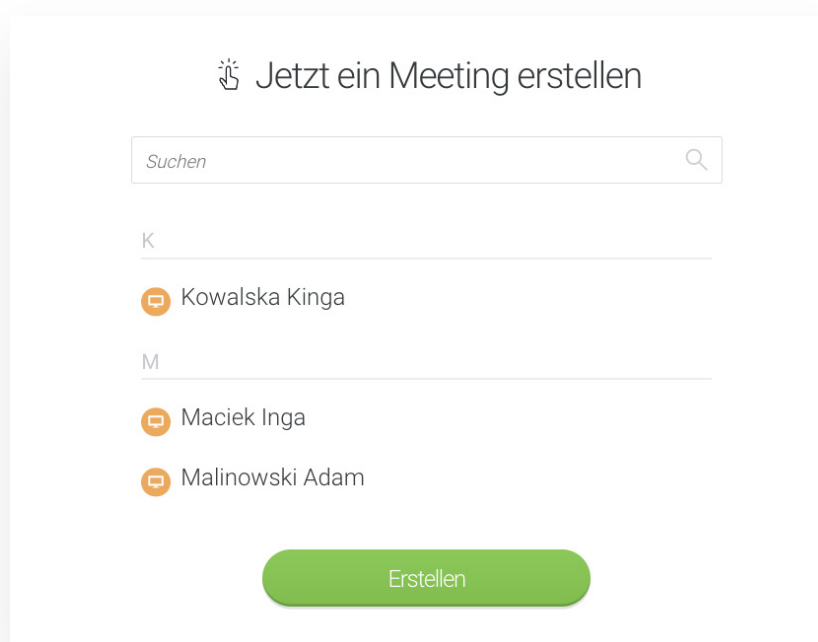 Jetzt ein Meeting erstellen
Suchen
K
Kowalska Kinga
M
Maciek Inga
Malinowski Adam
Erstellen